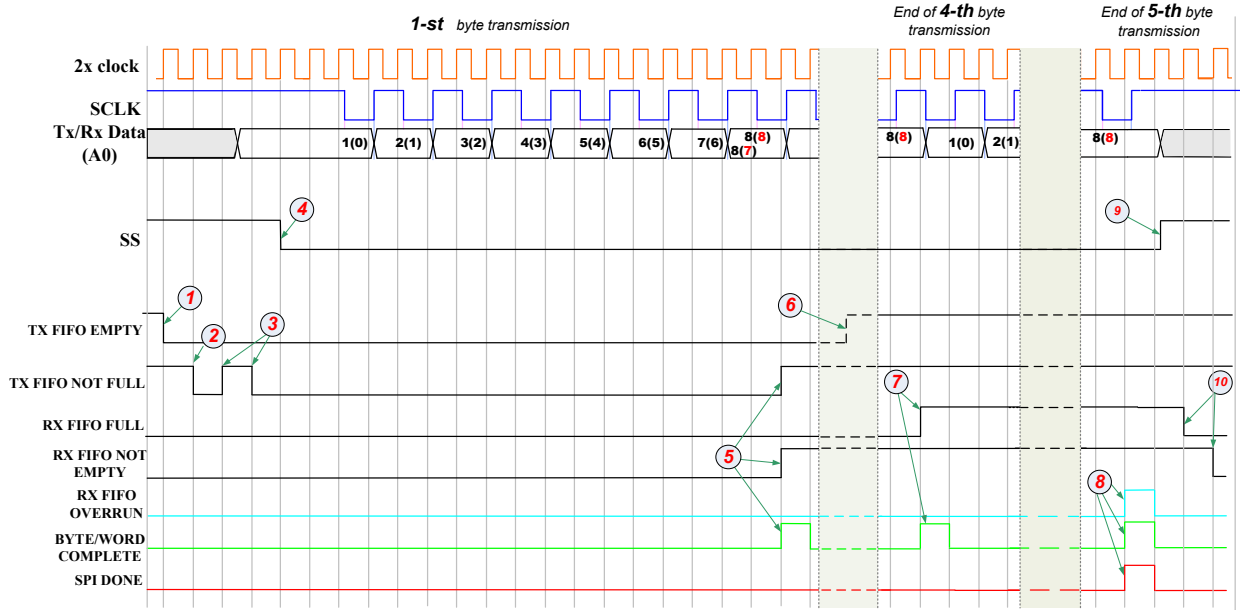 1-st byte transmission
End of 4-th byte
transmission
End of 5-th byte
transmission
2x clock
SCLK
Tx/Rx Data
(A0)
1(0)
2(1)
3(2)
4(3)
5(4)
6(5)
7(6)
8(8)
8(7)
8(8)
1(0)
2(1)
8(8)
4
9
SS
1
2
3
6
TX FIFO EMPTY
TX FIFO NOT FULL
7
10
RX FIFO FULL
RX FIFO NOT
EMPTY
5
8
RX FIFO
OVERRUN
BYTE/WORD
COMPLETE
SPI DONE